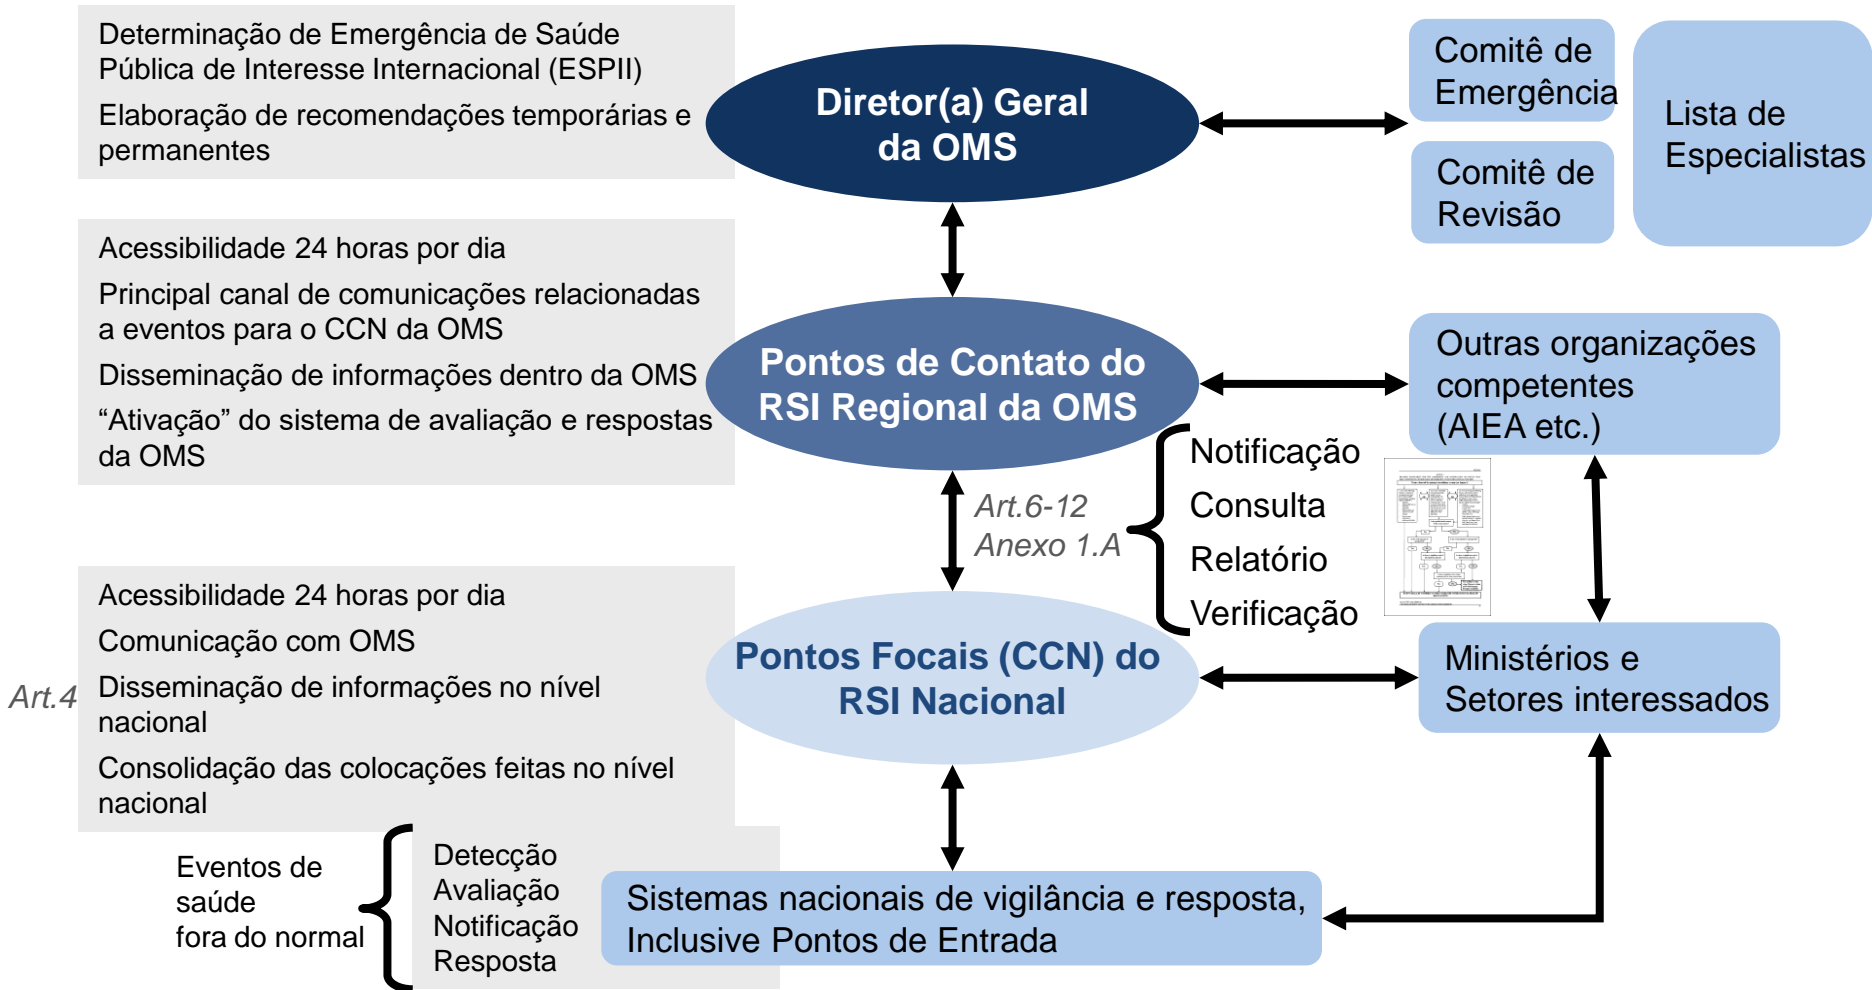 Determinação de Emergência de Saúde
Pública de Interesse Internacional (ESPII)
Elaboração de recomendações temporárias e
permanentes
Diretor(a) Geral
da OMS
Comitê de
Emergência
Comitê de
Revisão
Lista de
Especialistas
Acessibilidade 24 horas por dia
Principal canal de comunicações relacionadas
a eventos para o CCN da OMS
Disseminação de informações dentro da OMS
“Ativação” do sistema de avaliação e respostas
da OMS
Pontos de Contato do
RSI Regional da OMS
Outras organizações
competentes
(AIEA etc.)
Art.6-12
Anexo 1.A
Notificação
Consulta
Relatório
Verificação
Art.4
Acessibilidade 24 horas por dia
Comunicação com OMS
Disseminação de informações no nível
nacional
Consolidação das colocações feitas no nível
nacional
Pontos Focais (CCN) do
RSI Nacional
Ministérios e
Setores interessados
Eventos de
saúde
fora do normal
Detecção
Avaliação
Notificação
Resposta
Sistemas nacionais de vigilância e resposta,
Inclusive Pontos de Entrada